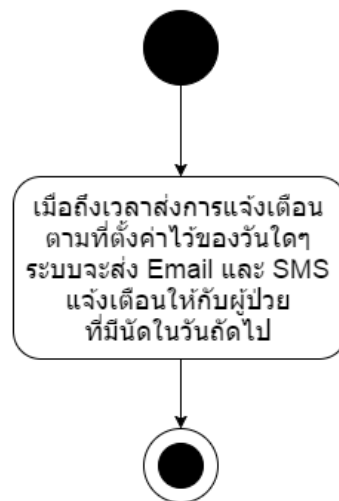 เมื่อถึงเวลาส่งการแจ้งเตือน
ตามที่ตั้งค่าไว้ของวันใดๆ
ระบบจะส่ง Email และ SMS
แจ้งเตือนให้กับผู้ป่วย
ที่มีนัดในวันถัดไป